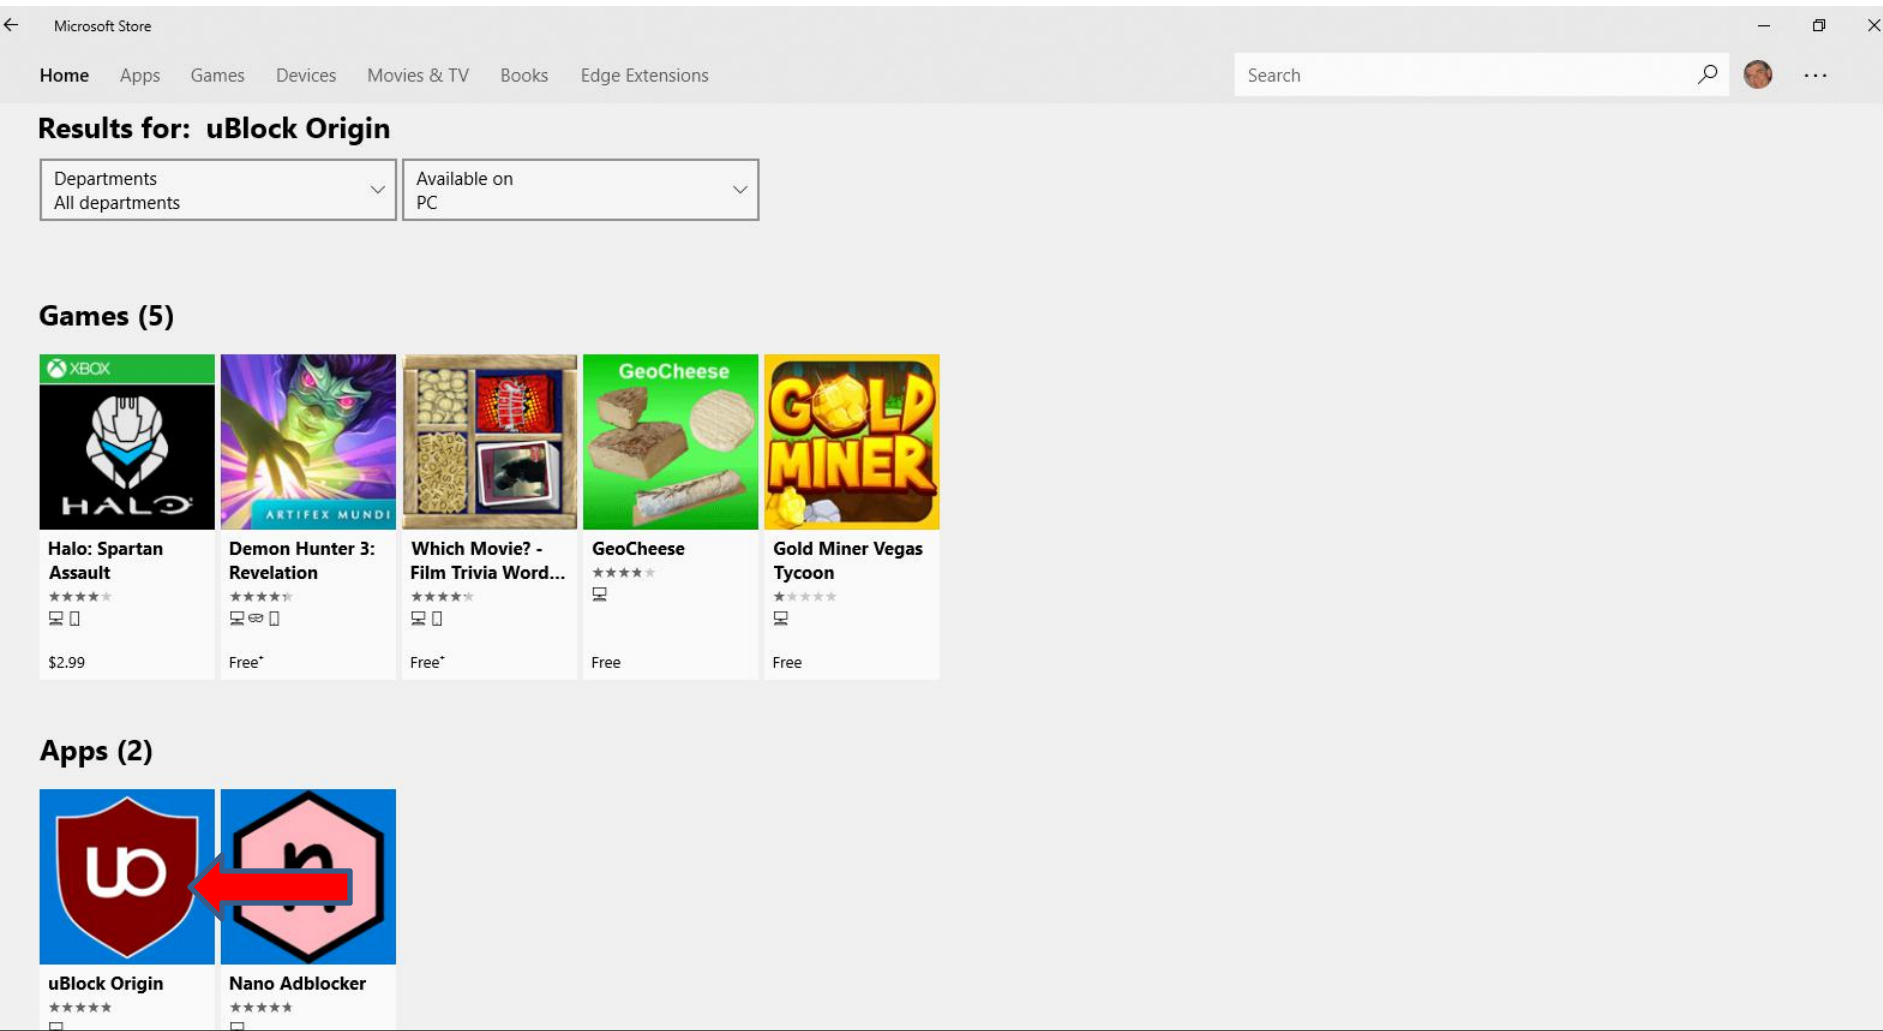 Microsoft Store
Home Apps Games Devices Movies & TV Books Edge Extensions
Search
Results for: uBlock Origin
Departments
All departments
Available on
PC
Games (5)
XBOX
HALO
ARTIFEX MUNDI
GeoCheese
GOLD
MINER
Halo: Spartan
Assault
$2.99
Demon Hunter 3:
Revelation
Free+
Which Movie? -
Film Trivia Word...
Free+
GeoCheese
Free
Gold Miner Vegas
Tycoon
Free
Apps (2)
uo
n
uBlock Origin
Nano Adblocker